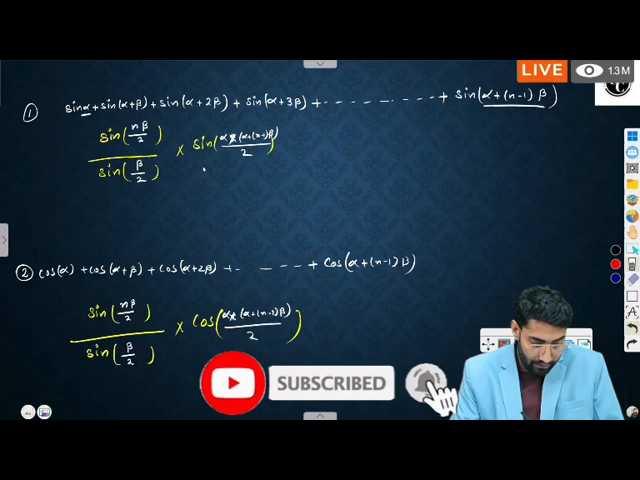 LIVE 1.3 M
① sinα + sin(α+β) + sin(α+2β) + sin(α+3β) + ---------- + sin(α+(n-1)β)
sin(nβ/2) / sin(β/2) × sin((α+(α+(n-1)β))/2)
② cos(α) + cos(α+β) + cos(α+2β) + ------ + cos(α+(n-1)β)
sin(nβ/2) / sin(β/2) × cos((α+(α+(n-1)β))/2)
SUBSCRIBED